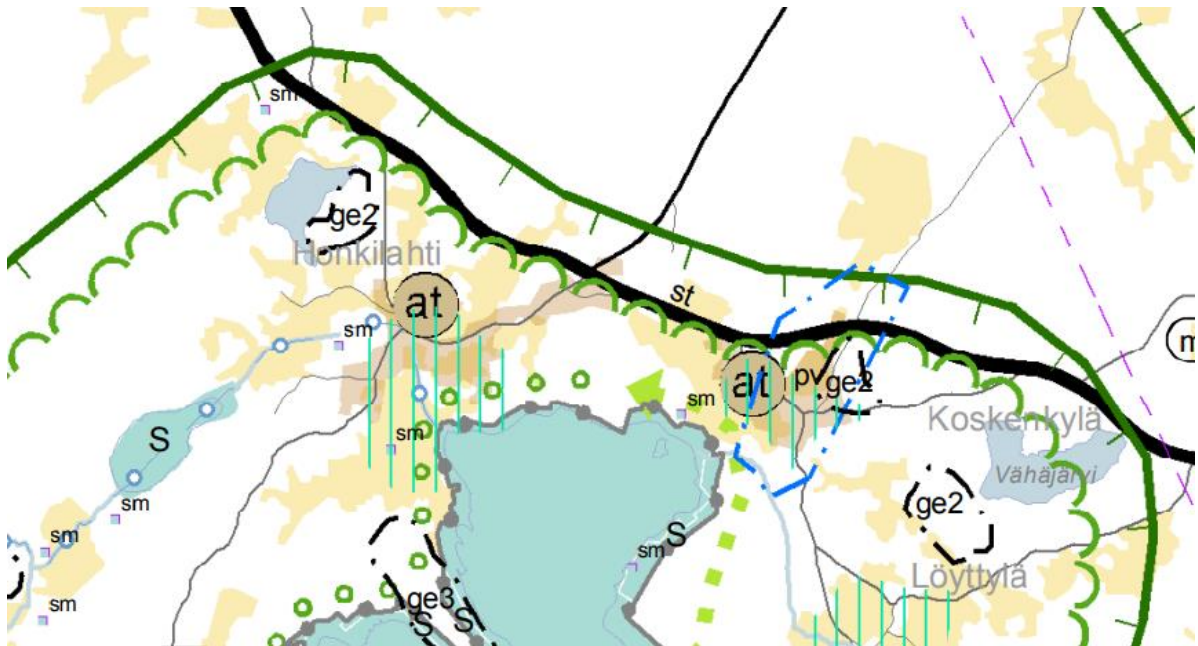 sm
ge2
Honkilahti
at
st
sm
at
pv
ge2
m
sm
Koskenkylä
S
sm
Vähäjärvi
sm
ge2
sm
sm
S
sm
Löyttylä
ge3
sm
S
S